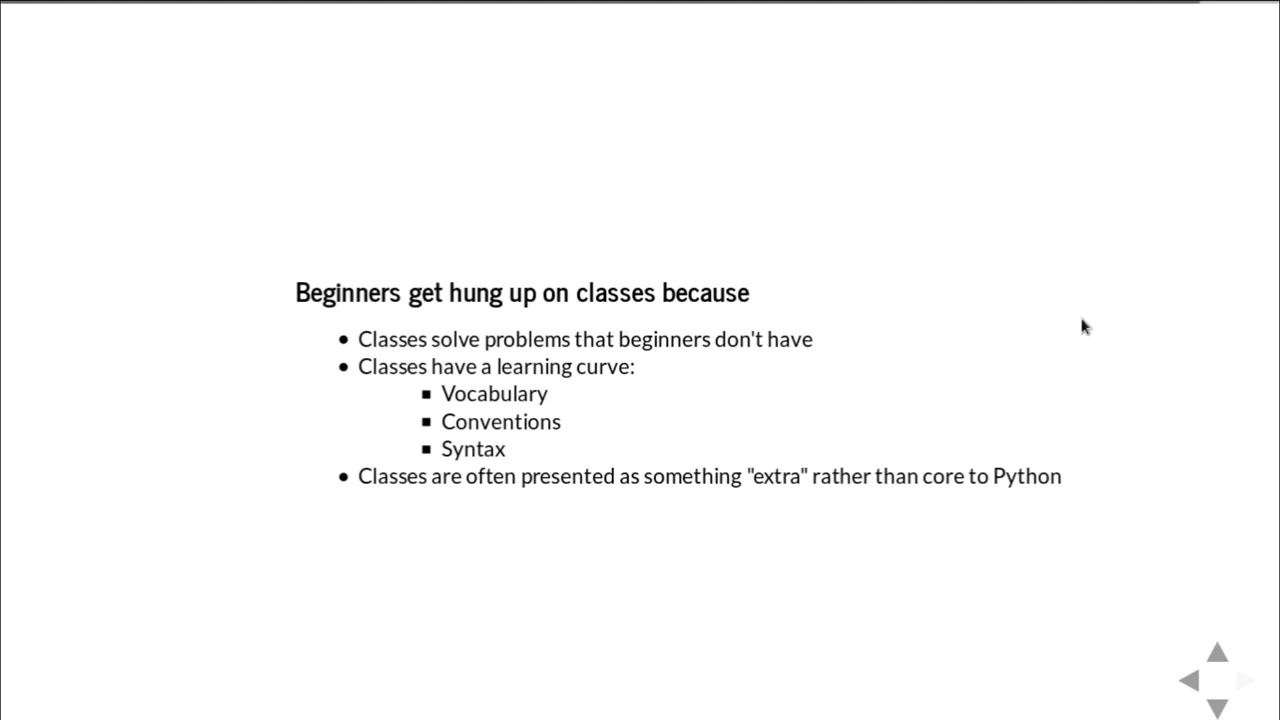 Beginners get hung up on classes because
• Classes solve problems that beginners don't have
• Classes have a learning curve:
▪ Vocabulary
▪ Conventions
▪ Syntax
• Classes are often presented as something "extra" rather than core to Python